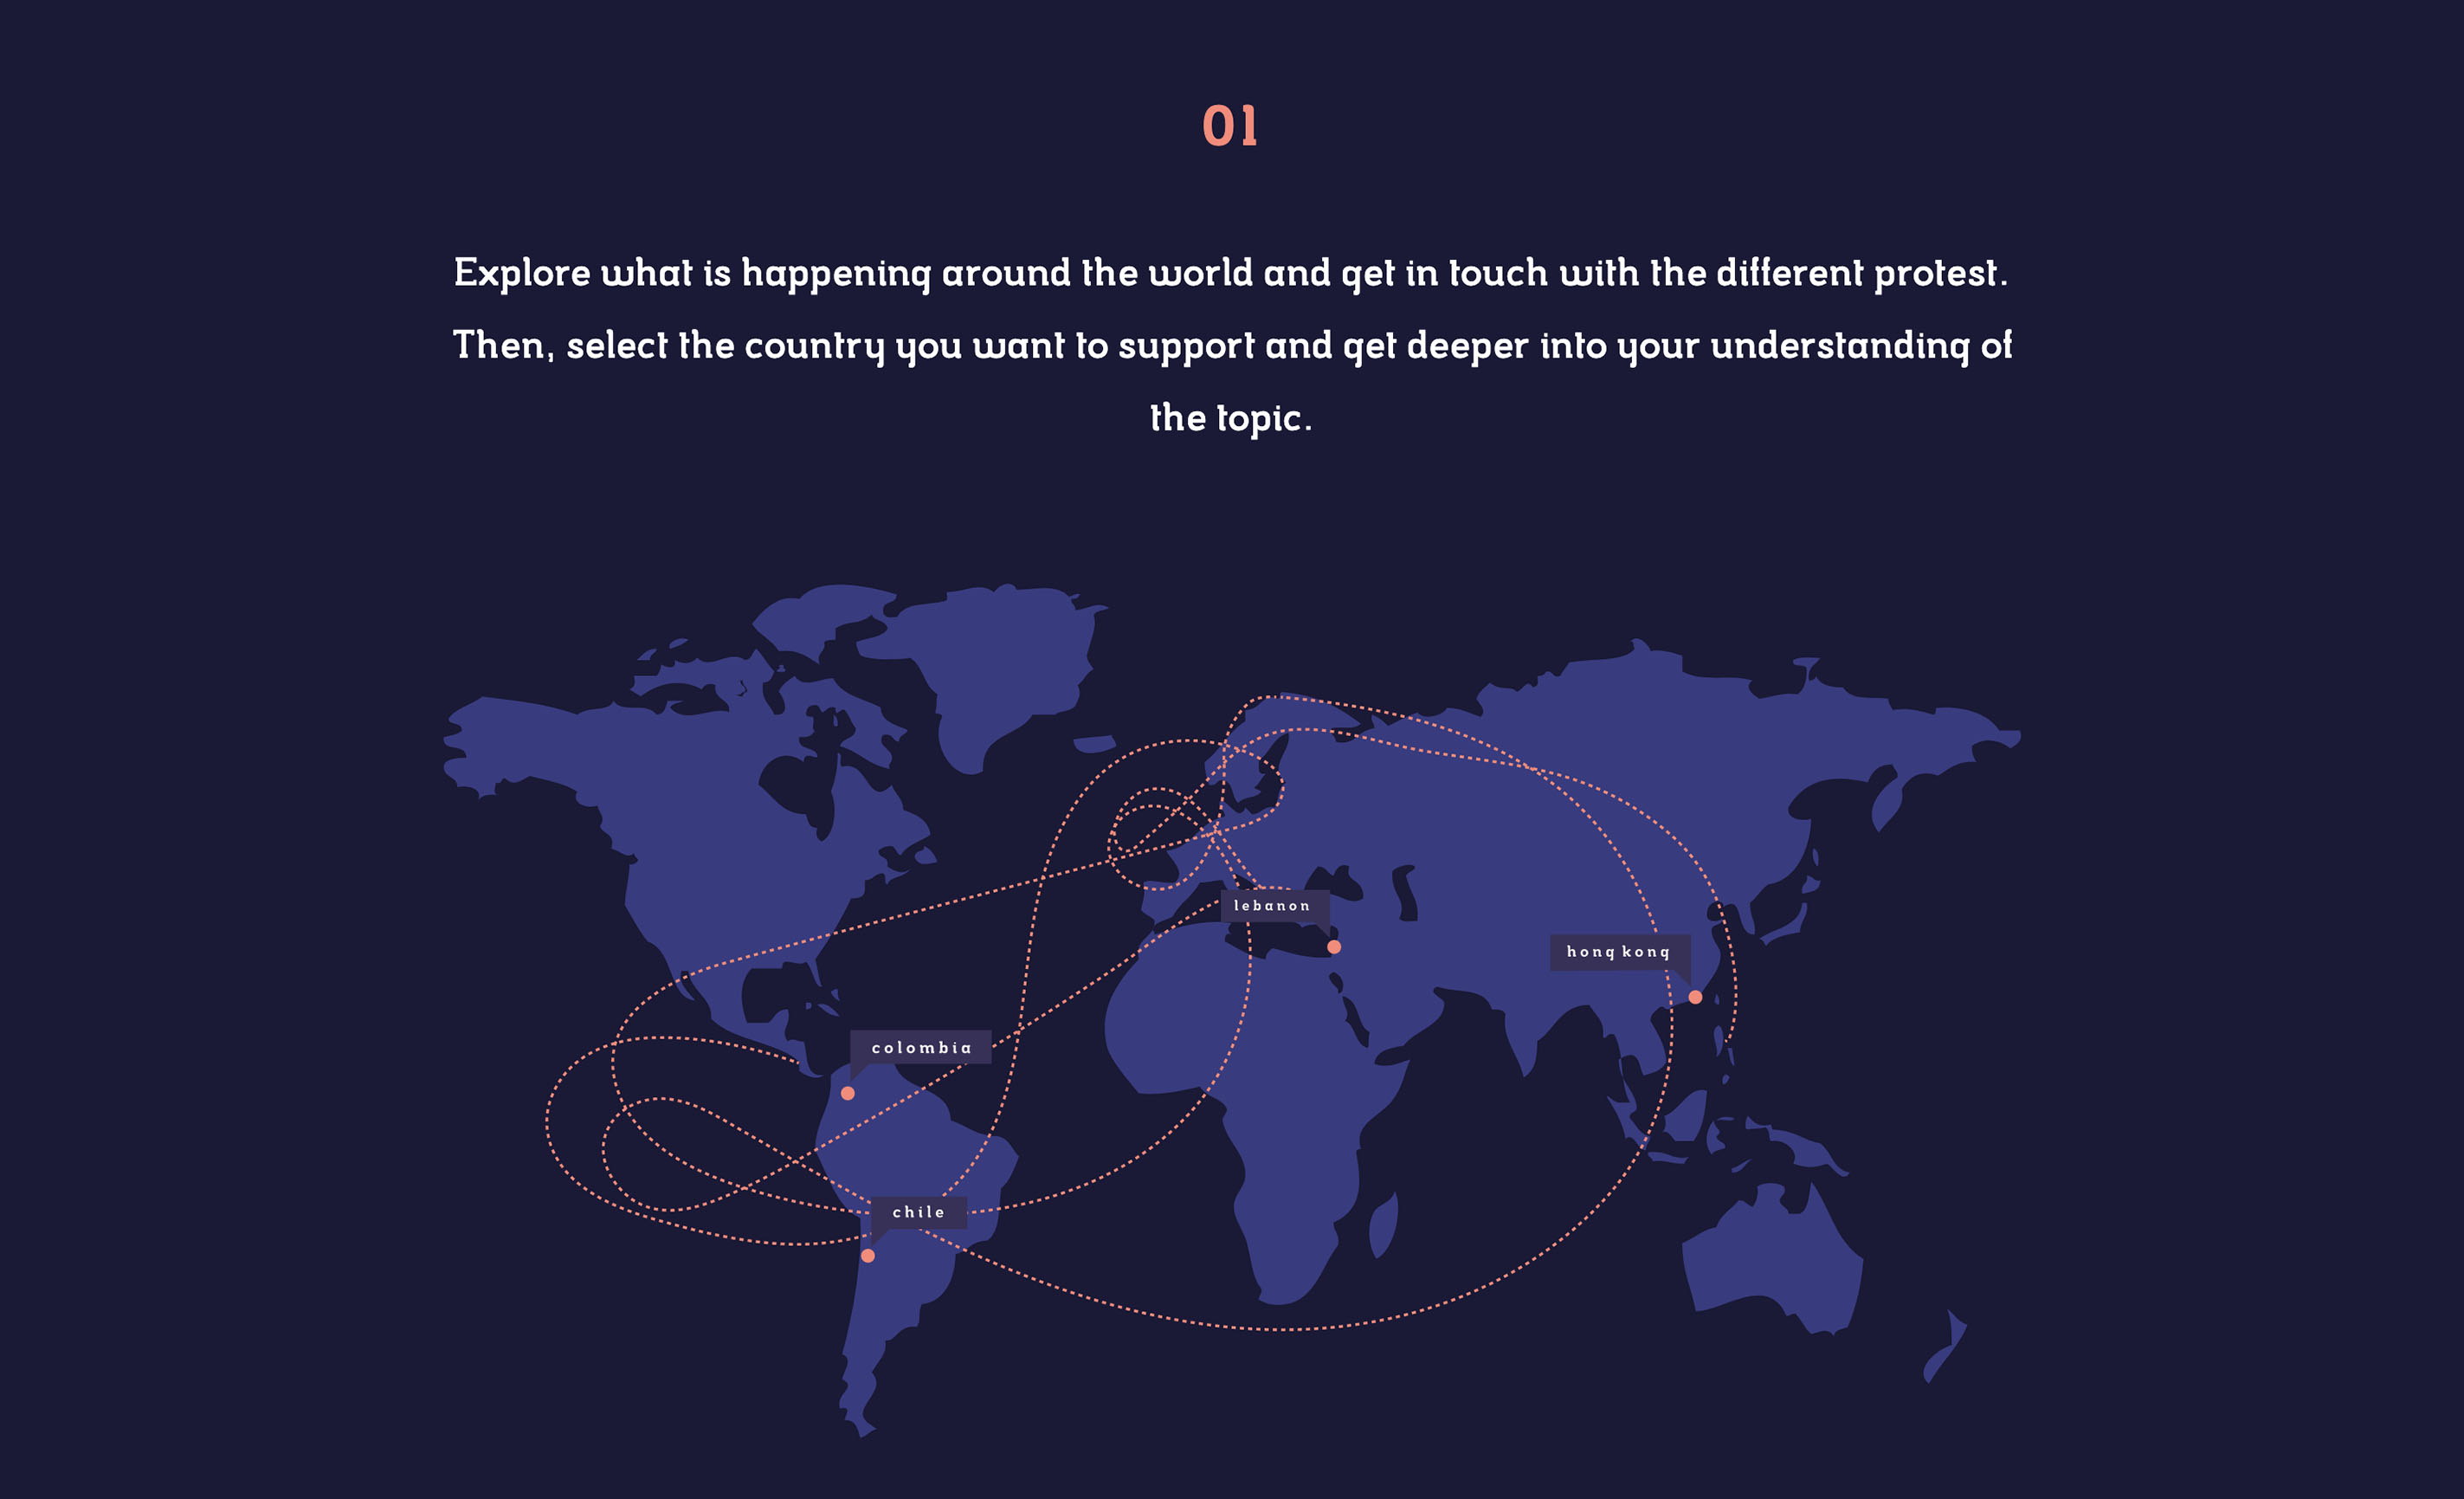 01
Explore what is happening around the world and get in touch with the different protest.
Then, select the country you want to support and get deeper into your understanding of
the topic.
lebanon
hong kong
colombia
chile